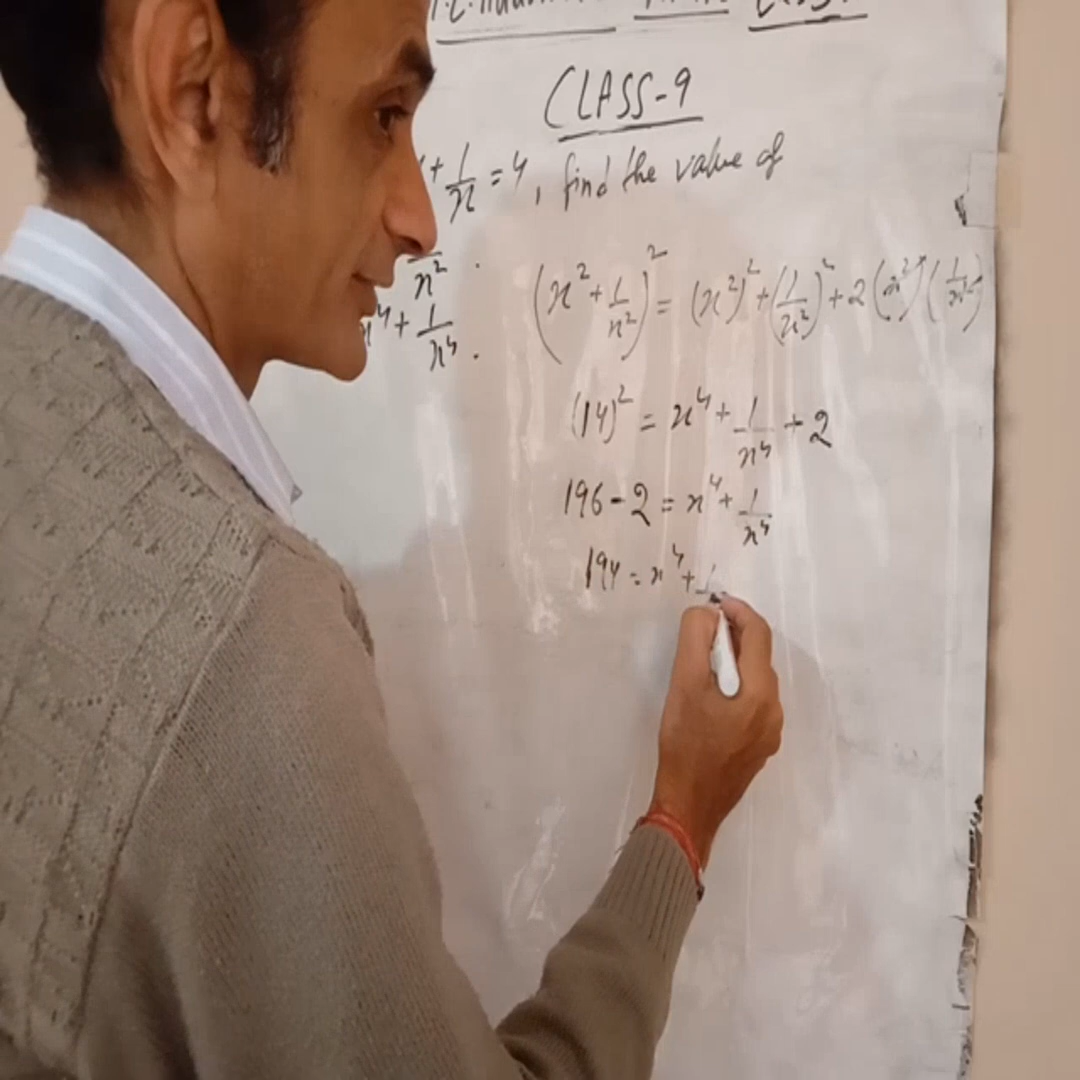 CLASS-9
+ 1/x = 4, find the value of
x²
x⁴ + 1/x⁴.
(x² + 1/x²)² = (x²)² + (1/x²)² + 2(x²)(1/x²)
(14)² = x⁴ + 1/x⁴ + 2
196 - 2 = x⁴ + 1/x⁴
194 = x⁴ + 1